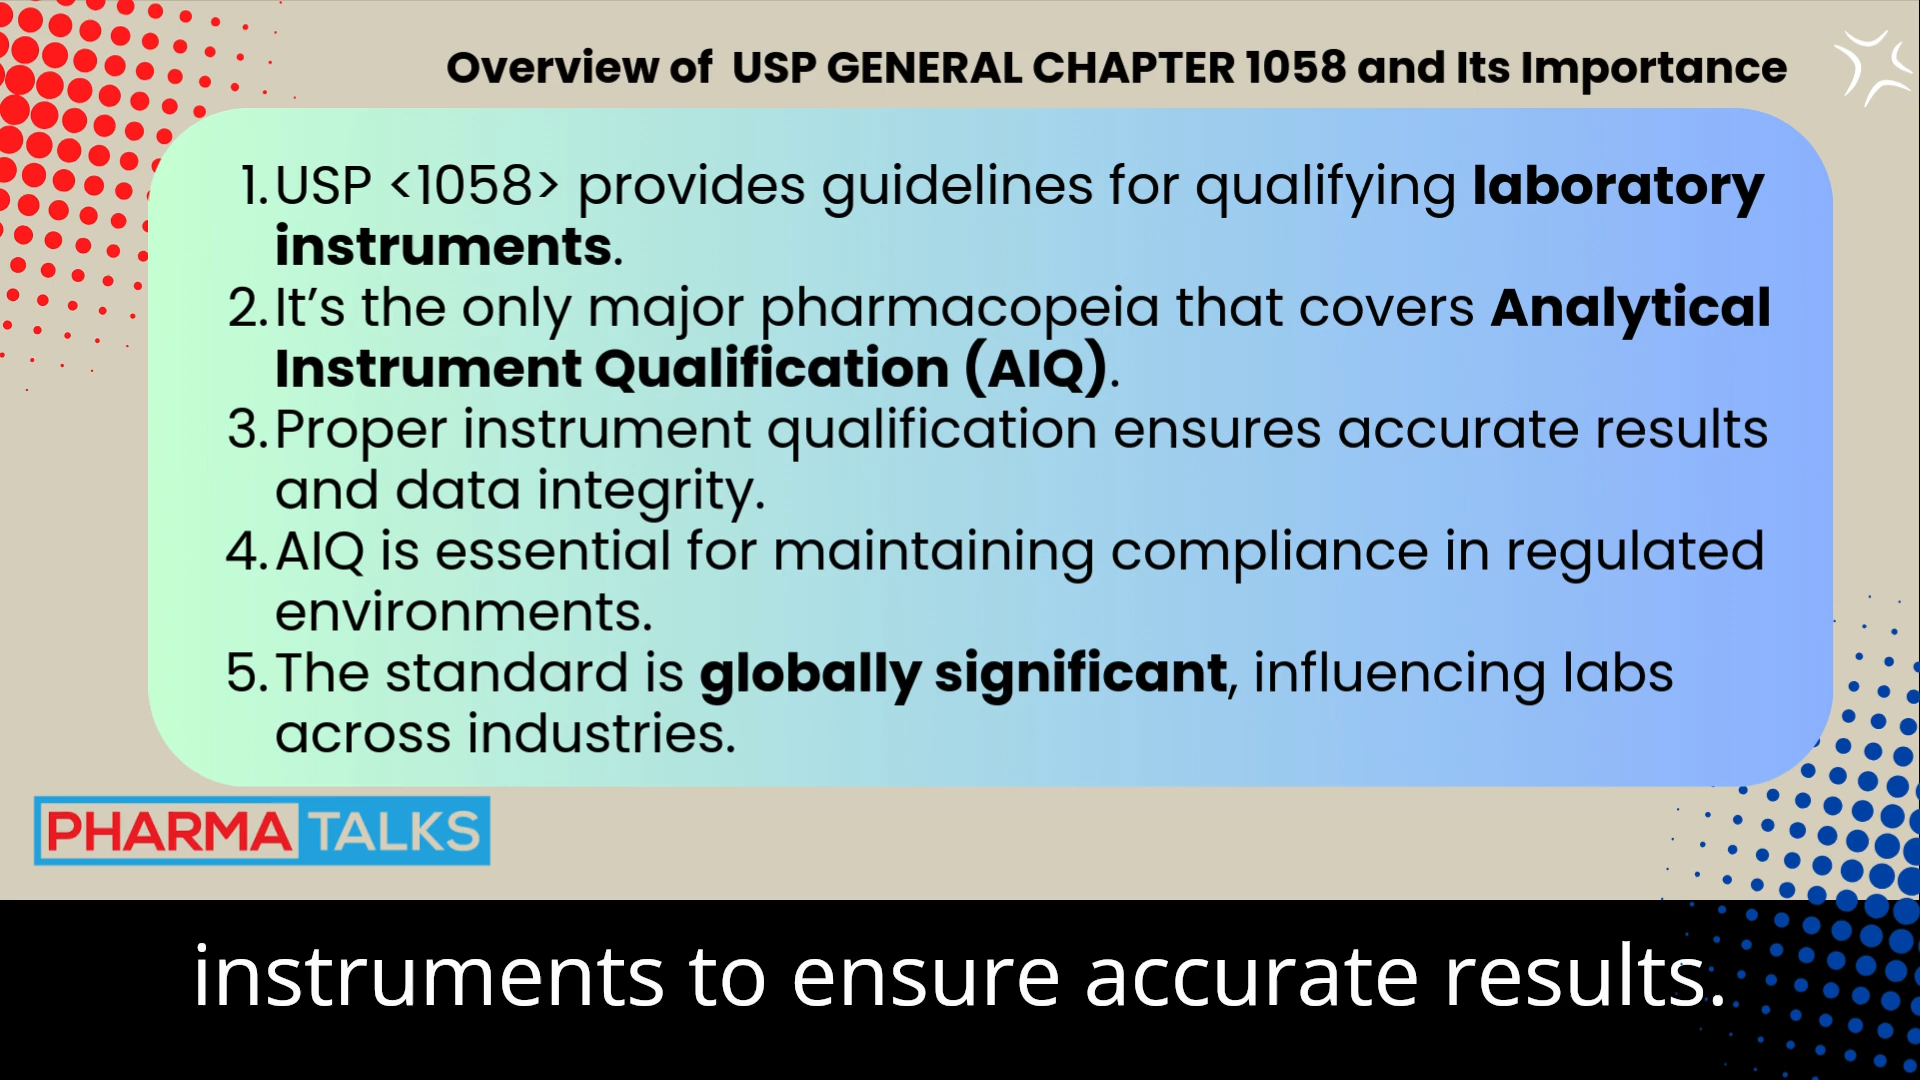 Overview of USP GENERAL CHAPTER 1058 and Its Importance
1. USP <1058> provides guidelines for qualifying laboratory
instruments.
2. It’s the only major pharmacopeia that covers Analytical
Instrument Qualification (AIQ).
3. Proper instrument qualification ensures accurate results
and data integrity.
4. AIQ is essential for maintaining compliance in regulated
environments.
5. The standard is globally significant, influencing labs
across industries.
PHARMA TALKS
instruments to ensure accurate results.